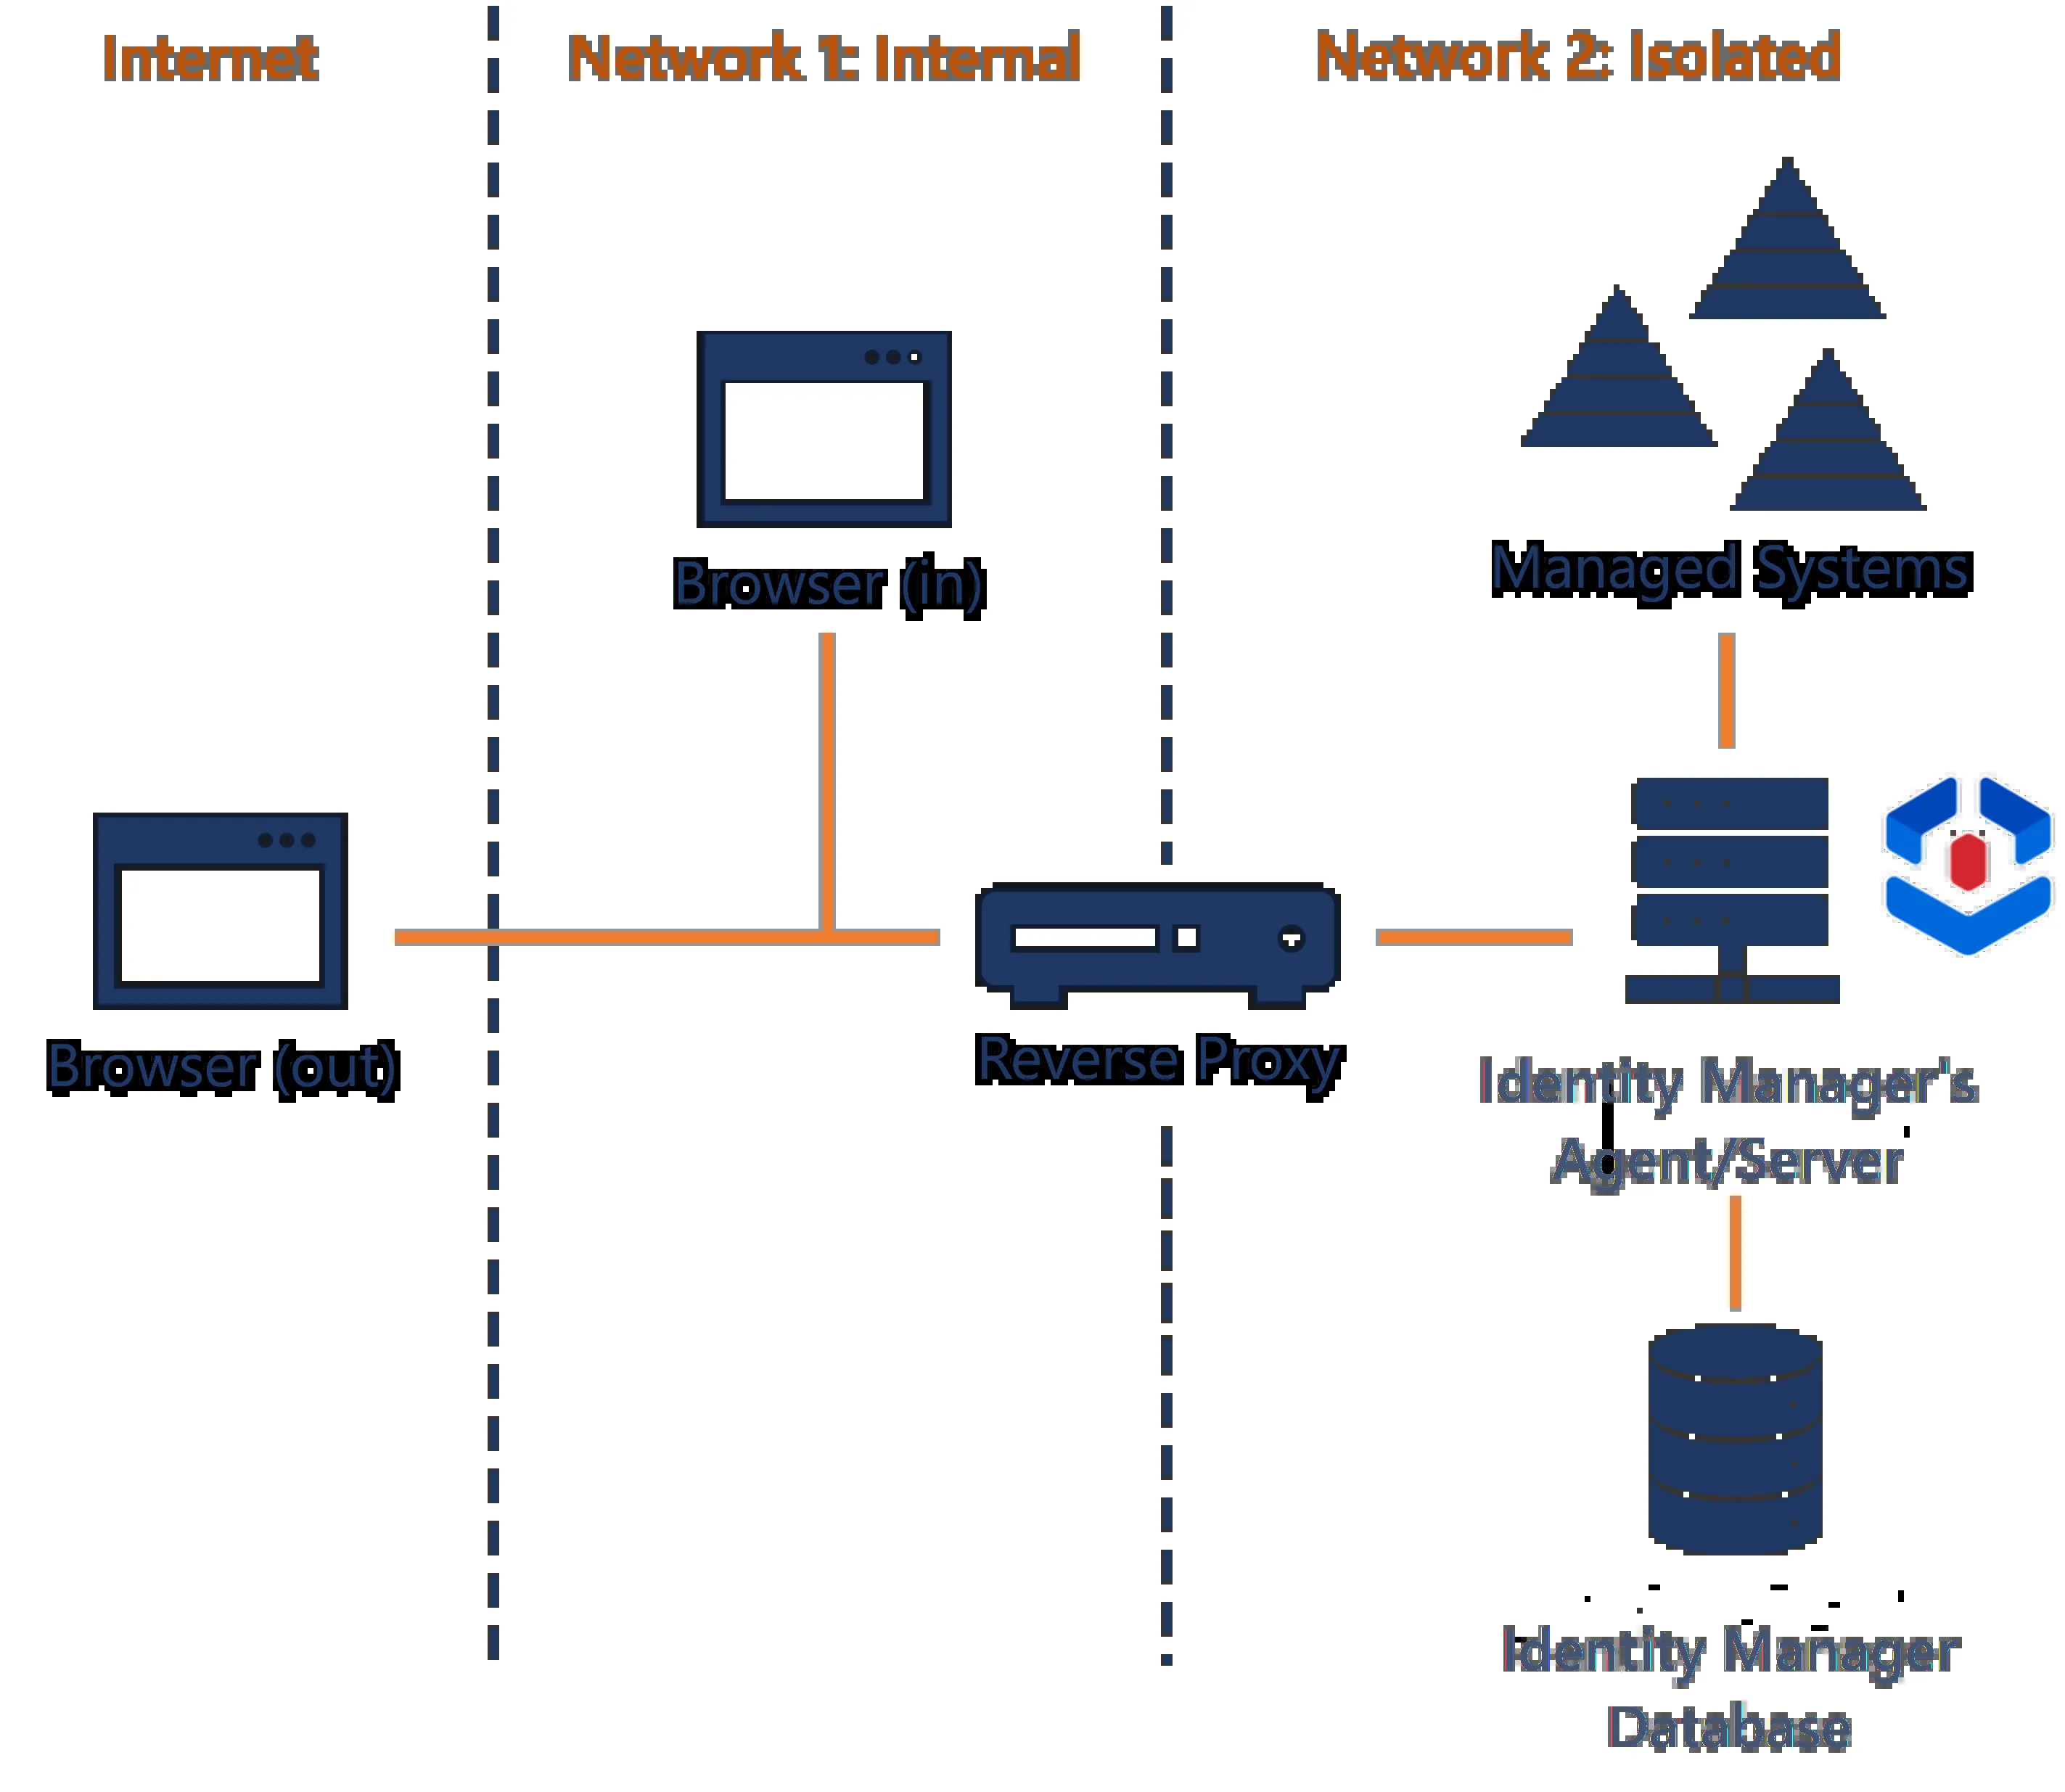 Internet
Network 1: Internal
Network 2: Isolated
Browser (in)
Managed Systems
Browser (out)
Reverse Proxy
Identity Manager's
Agent/Server
Identity Manager
Database